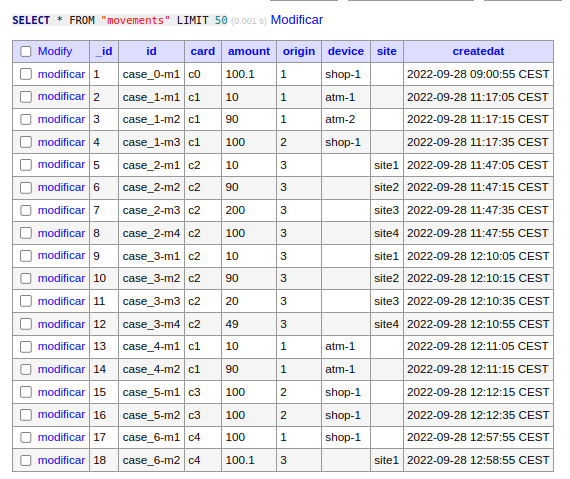 SELECT * FROM "movements" LIMIT 50 (0.001 s) Modificar
Modify _id id card amount origin device site createdat
modificar 1 case_0-m1 c0 100.1 1 shop-1 2022-09-28 09:00:55 CEST
modificar 2 case_1-m1 c1 10 1 atm-1 2022-09-28 11:17:05 CEST
modificar 3 case_1-m2 c1 90 1 atm-2 2022-09-28 11:17:15 CEST
modificar 4 case_1-m3 c1 100 2 shop-1 2022-09-28 11:17:35 CEST
modificar 5 case_2-m1 c2 10 3 site1 2022-09-28 11:47:05 CEST
modificar 6 case_2-m2 c2 90 3 site2 2022-09-28 11:47:15 CEST
modificar 7 case_2-m3 c2 200 3 site3 2022-09-28 11:47:35 CEST
modificar 8 case_2-m4 c2 100 3 site4 2022-09-28 11:47:55 CEST
modificar 9 case_3-m1 c2 10 3 site1 2022-09-28 12:10:05 CEST
modificar 10 case_3-m2 c2 90 3 site2 2022-09-28 12:10:15 CEST
modificar 11 case_3-m3 c2 20 3 site3 2022-09-28 12:10:35 CEST
modificar 12 case_3-m4 c2 49 3 site4 2022-09-28 12:10:55 CEST
modificar 13 case_4-m1 c1 10 1 atm-1 2022-09-28 12:11:05 CEST
modificar 14 case_4-m2 c1 90 1 atm-1 2022-09-28 12:11:15 CEST
modificar 15 case_5-m1 c3 100 2 shop-1 2022-09-28 12:12:15 CEST
modificar 16 case_5-m2 c3 100 2 shop-1 2022-09-28 12:12:35 CEST
modificar 17 case_6-m1 c4 100 1 shop-1 2022-09-28 12:57:55 CEST
modificar 18 case_6-m2 c4 100.1 3 site1 2022-09-28 12:58:55 CEST